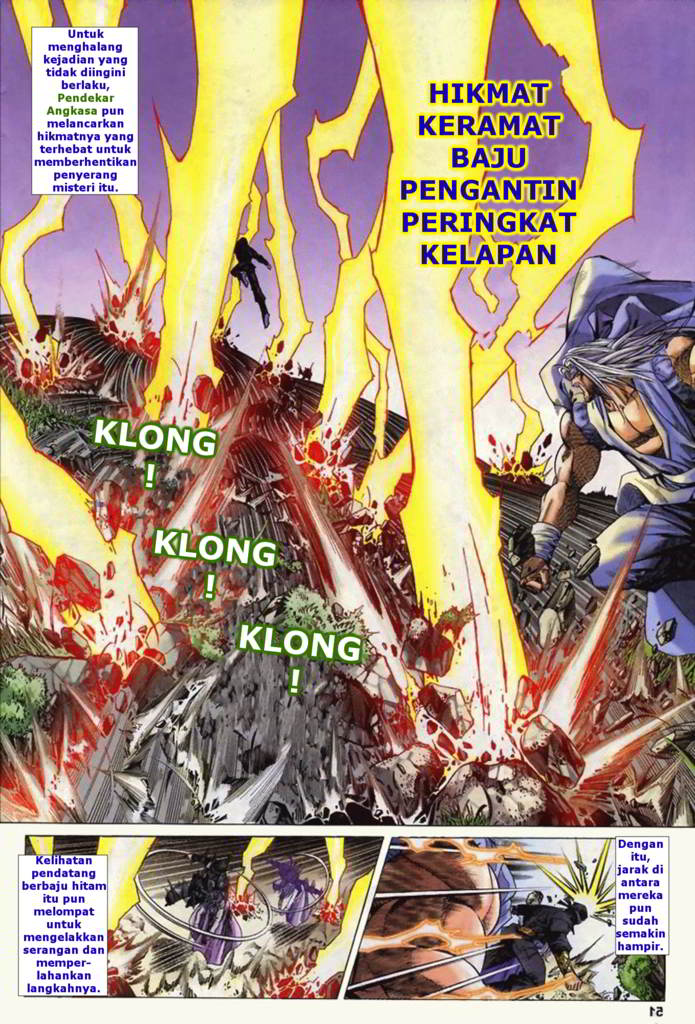 Untuk
menghalang
kejadian yang
tidak diingini
berlaku,
Pendekar
Angkasa pun
melancarkan
hikmatnya yang
terhebat untuk
memberhentikan
penyerang
misteri itu.
HIKMAT
KERAMAT
BAJU
PENGANTIN
PERINGKAT
KELAPAN
KLONG
!
KLONG
!
KLONG
!
Kelihatan
pendatang
berbaju hitam
itu pun
melompat
untuk
mengelakkan
serangan dan
memper-
lahankan
langkahnya.
Dengan
itu,
jarak di
antara
mereka
pun
sudah
semakin
hampir.
51